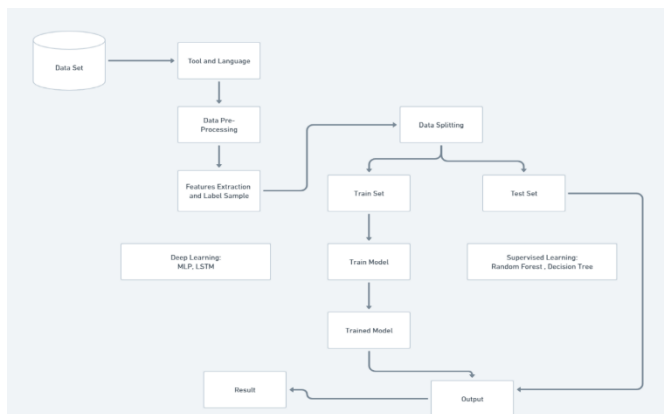 Data Set
Tool and Language
Data Pre-
Processing
Features Extraction
and Label Sample
Data Splitting
Train Set
Test Set
Deep Learning:
MLP, LSTM
Train Model
Supervised Learning:
Random Forest , Decision Tree
Trained Model
Result
Output